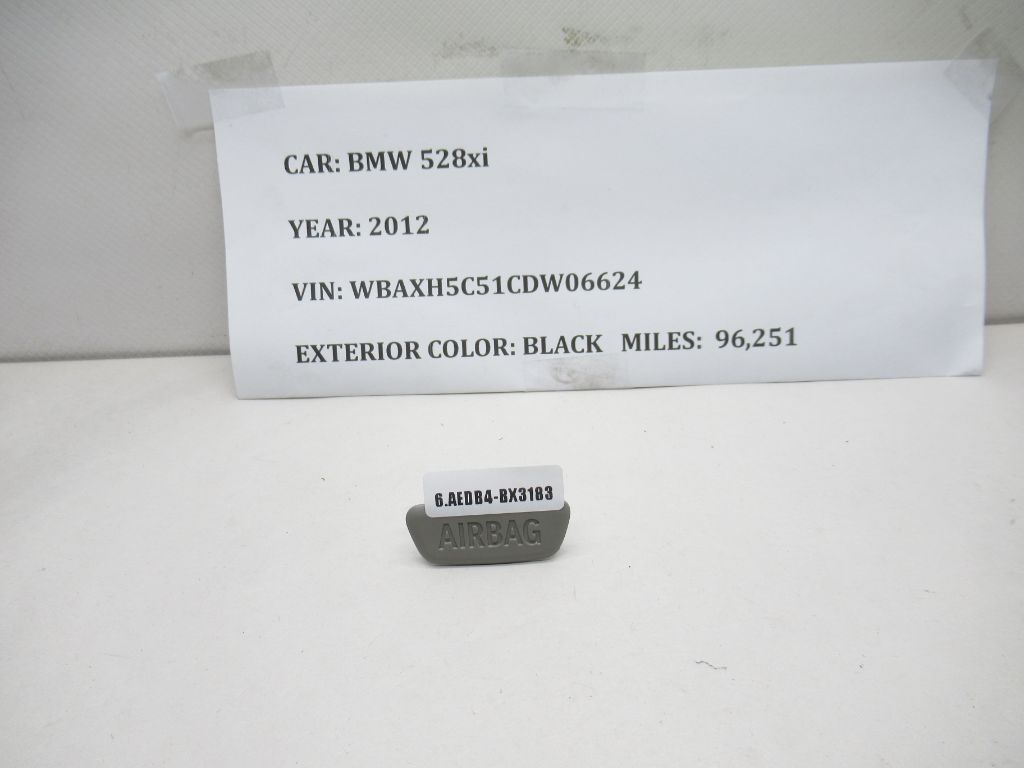 CAR: BMW 528xi
YEAR: 2012
VIN: WBAXH5C51CDW06624
EXTERIOR COLOR: BLACK MILES: 96,251
6.AEDB4-BX3183
AIRBAG